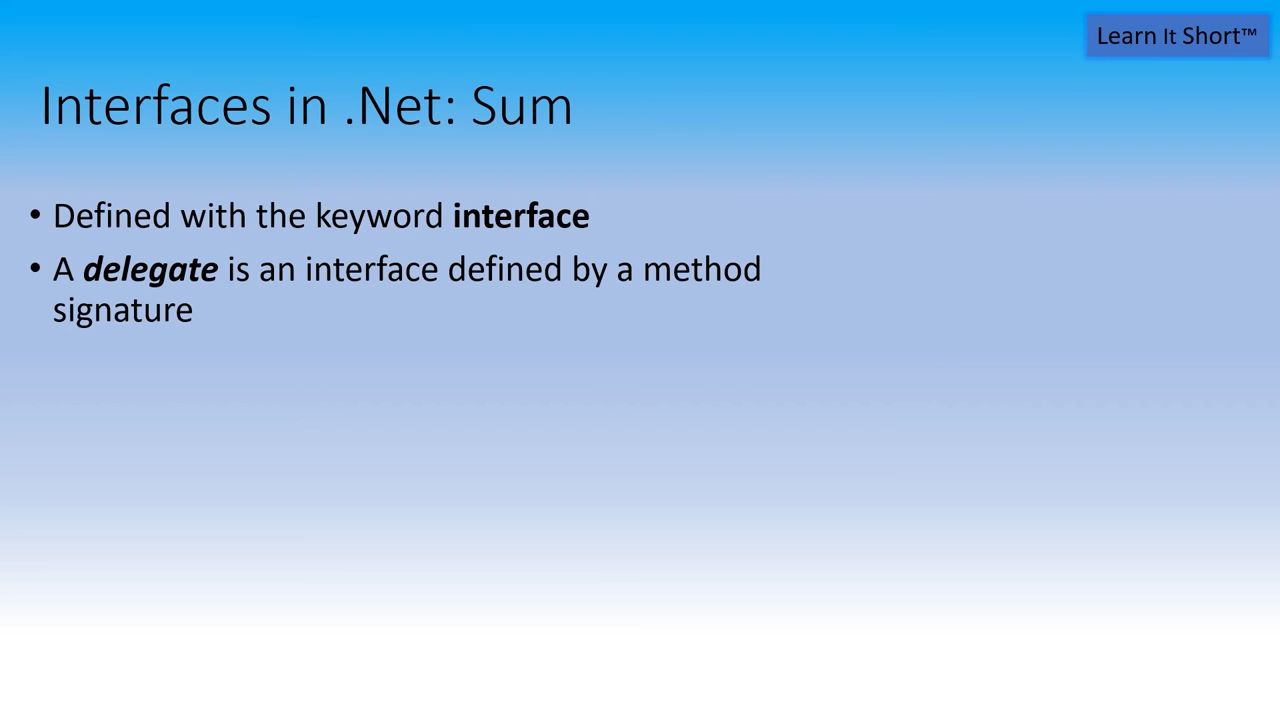 Learn It Short™
Interfaces in .Net: Sum
• Defined with the keyword interface
• A delegate is an interface defined by a method
signature